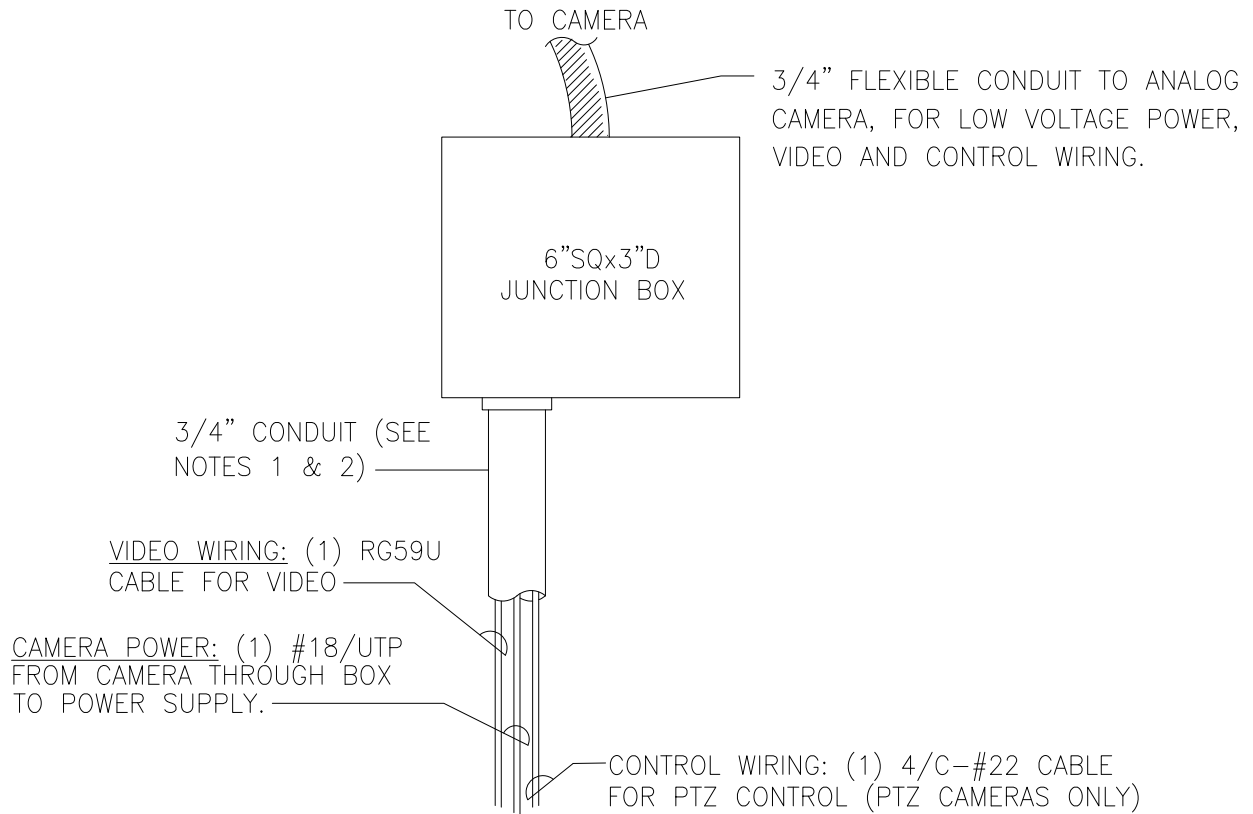 TO CAMERA
3/4” FLEXIBLE CONDUIT TO ANALOG
CAMERA, FOR LOW VOLTAGE POWER,
VIDEO AND CONTROL WIRING.
6”SQx3”D
JUNCTION BOX
3/4” CONDUIT (SEE
NOTES 1 & 2)
VIDEO WIRING: (1) RG59U
CABLE FOR VIDEO
CAMERA POWER: (1) #18/UTP
FROM CAMERA THROUGH BOX
TO POWER SUPPLY.
CONTROL WIRING: (1) 4/C-#22 CABLE
FOR PTZ CONTROL (PTZ CAMERAS ONLY)